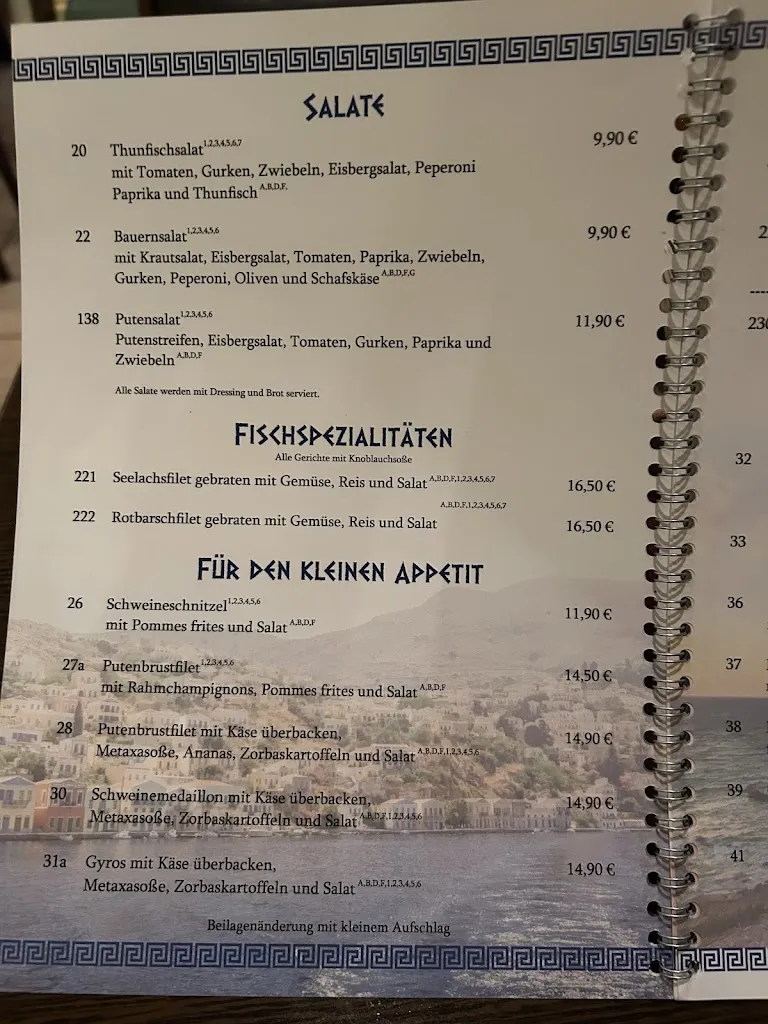 SALATE
20 Thunfischsalat1,2,3,4,5,6,7 9,90 €
mit Tomaten, Gurken, Zwiebeln, Eisbergsalat, Peperoni
Paprika und Thunfisch A,B,D,F,
22 Bauernsalat1,2,3,4,5,6 9,90 €
mit Krautsalat, Eisbergsalat, Tomaten, Paprika, Zwiebeln,
Gurken, Peperoni, Oliven und Schafskäse A,B,D,F,G
138 Putensalat1,2,3,4,5,6 11,90 €
Putenstreifen, Eisbergsalat, Tomaten, Gurken, Paprika und
Zwiebeln A,B,D,F
Alle Salate werden mit Dressing und Brot serviert.
FISCHSPEZIALITÄTEN
Alle Gerichte mit Knoblauchsoße
221 Seelachsfilet gebraten mit Gemüse, Reis und Salat A,B,D,F,1,2,3,4,5,6,7 16,50 €
222 Rotbarschfilet gebraten mit Gemüse, Reis und Salat A,B,D,F,1,2,3,4,5,6,7 16,50 €
FÜR DEN KLEINEN APPETIT
26 Schweineschnitzel1,2,3,4,5,6 11,90 €
mit Pommes frites und Salat A,B,D,F
27a Putenbrustfilet1,2,3,4,5,6 14,50 €
mit Rahmchampignons, Pommes frites und Salat A,B,D,F
28 Putenbrustfilet mit Käse überbacken, 14,90 €
Metaxasoße, Ananas, Zorbaskartoffeln und Salat A,B,D,F,1,2,3,4,5,6
30 Schweinemedaillon mit Käse überbacken, 14,90 €
Metaxasoße, Zorbaskartoffeln und Salat A,B,D,F,1,2,3,4,5,6
31a Gyros mit Käse überbacken, 14,90 €
Metaxasoße, Zorbaskartoffeln und Salat A,B,D,F,1,2,3,4,5,6
Beilagenänderung mit kleinem Aufschlag
32
33
36
37
38
39
41